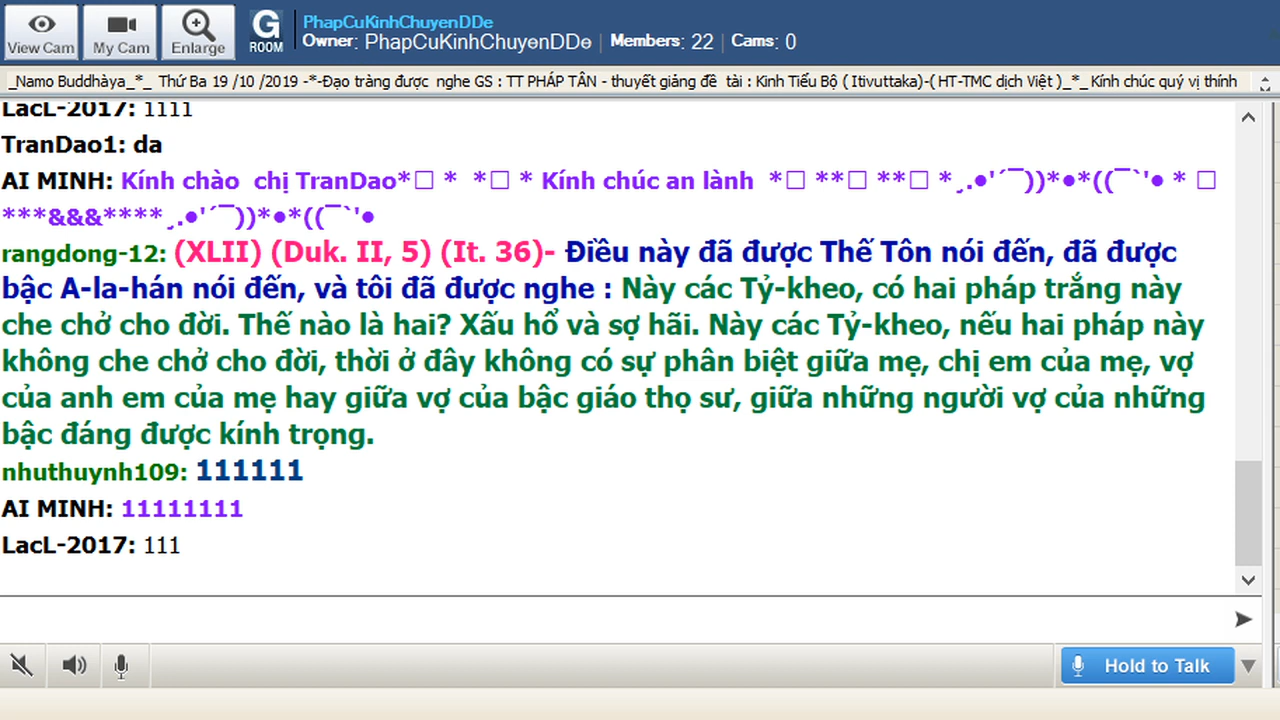 View Cam
My Cam
Enlarge
G
ROOM
PhapCuKinhChuyenDDe
Owner: PhapCuKinhChuyenDDe | Members: 22 | Cams: 0
_Namo Buddhàya_*_ Thứ Ba 19 /10 /2019 -*-Đạo tràng được nghe GS : TT PHÁP TÂN - thuyết giảng đề tài : Kinh Tiểu Bộ ( Itivuttaka)-( HT-TMC dịch Việt )_*_ Kính chúc quý vị thính
LacL-2017: 1111
TranDao1: da
AI MINH: Kính chào chị TranDao*□ * *□ * Kính chúc an lành *□ **□ **□ *¸.•'´¯))*•*((¯`'• * □
***&&&****¸.•'´¯))*•*((¯`'•
rangdong-12: (XLII) (Duk. II, 5) (It. 36)- Điều này đã được Thế Tôn nói đến, đã được
bậc A-la-hán nói đến, và tôi đã được nghe : Này các Tỷ-kheo, có hai pháp trắng này
che chở cho đời. Thế nào là hai? Xấu hổ và sợ hãi. Này các Tỷ-kheo, nếu hai pháp này
không che chở cho đời, thời ở đây không có sự phân biệt giữa mẹ, chị em của mẹ, vợ
của anh em của mẹ hay giữa vợ của bậc giáo thọ sư, giữa những người vợ của những
bậc đáng được kính trọng.
nhuthuynh109: 111111
AI MINH: 11111111
LacL-2017: 111
Hold to Talk